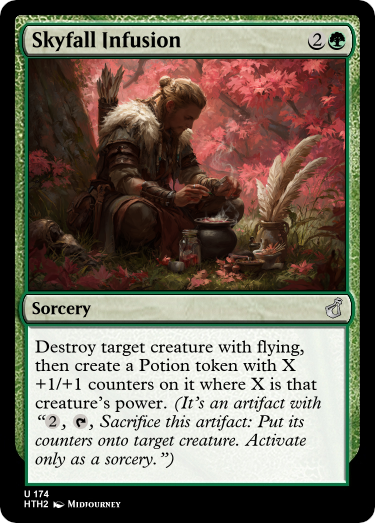 Skyfall Infusion 2
Sorcery
Destroy target creature with flying,
then create a Potion token with X
+1/+1 counters on it where X is that
creature's power. (It's an artifact with
"2, , Sacrifice this artifact: Put its
counters onto target creature. Activate
only as a sorcery.")
U 174
HTH2 Midjourney